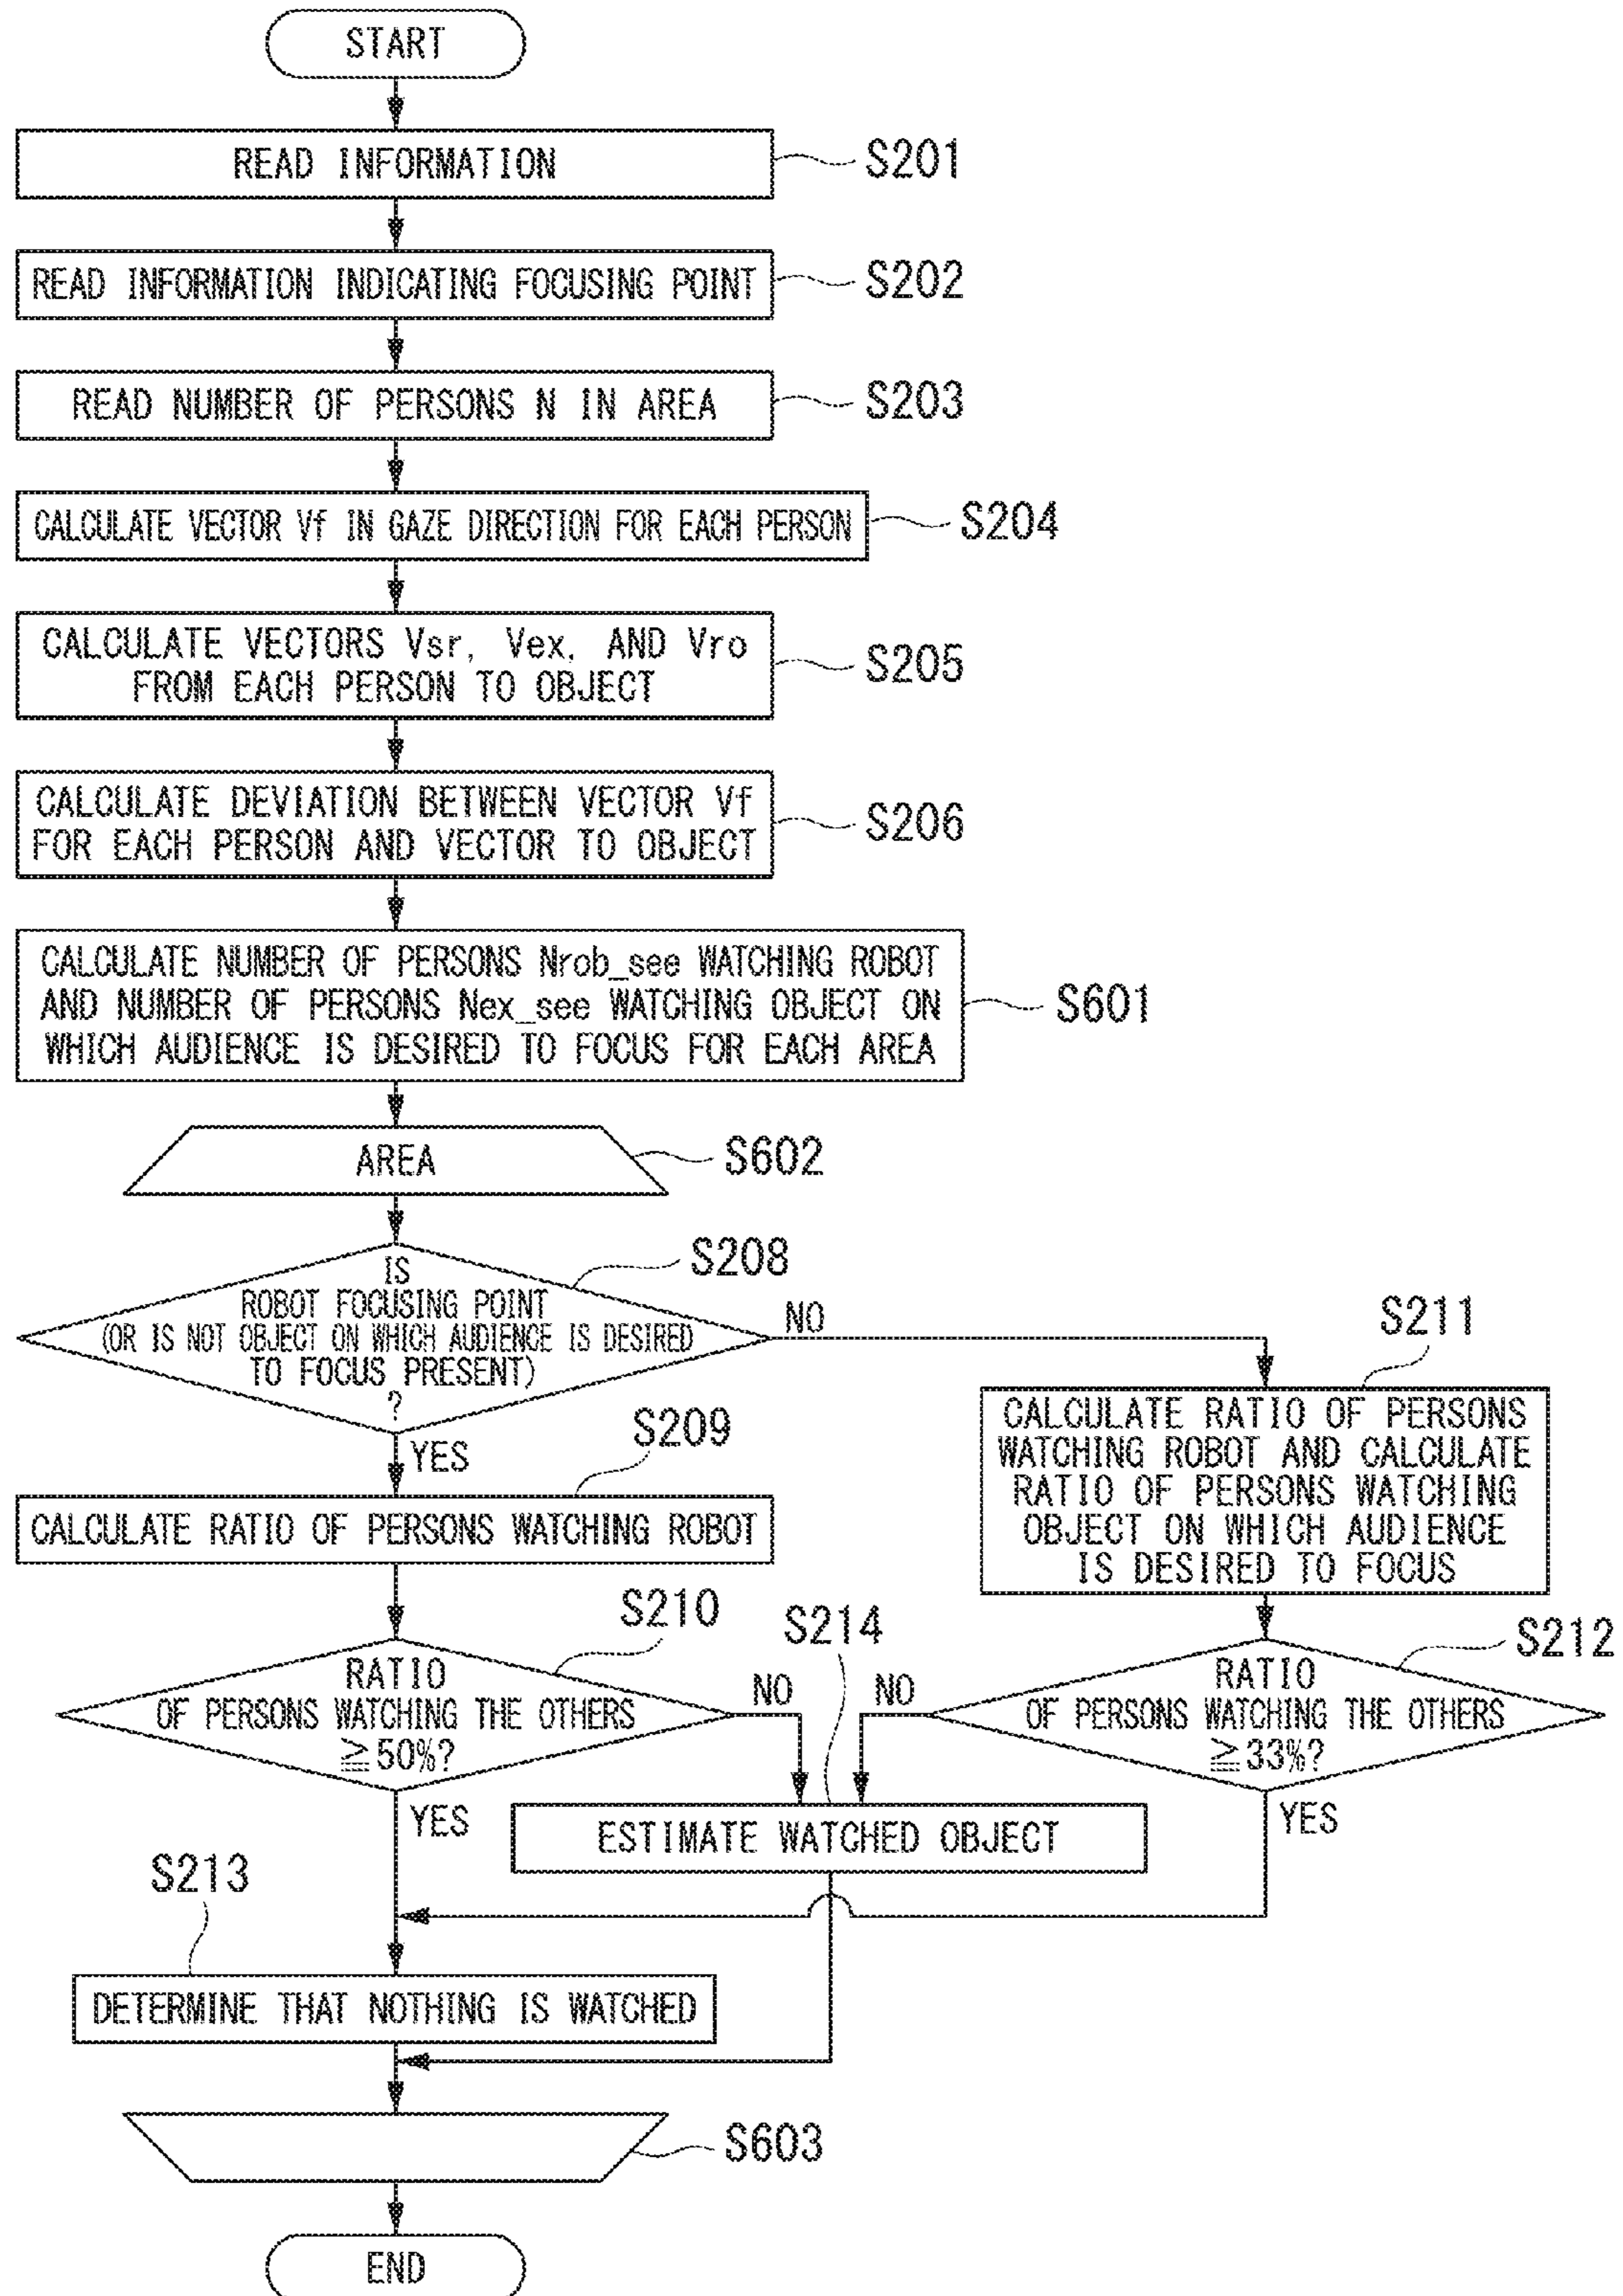 START
READ INFORMATION
S201
READ INFORMATION INDICATING FOCUSING POINT
S202
READ NUMBER OF PERSONS N IN AREA
S203
CALCULATE VECTOR Vf IN GAZE DIRECTION FOR EACH PERSON
S204
CALCULATE VECTORS Vsr, Vex, AND Vro
FROM EACH PERSON TO OBJECT
S205
CALCULATE DEVIATION BETWEEN VECTOR Vf
FOR EACH PERSON AND VECTOR TO OBJECT
S206
CALCULATE NUMBER OF PERSONS Nrob_see WATCHING ROBOT
AND NUMBER OF PERSONS Nex_see WATCHING OBJECT ON
WHICH AUDIENCE IS DESIRED TO FOCUS FOR EACH AREA
S601
AREA
S602
S208
IS
ROBOT FOCUSING POINT
(OR IS NOT OBJECT ON WHICH AUDIENCE IS DESIRED
TO FOCUS PRESENT)
?
NO
YES
S209
CALCULATE RATIO OF PERSONS WATCHING ROBOT
S211
CALCULATE RATIO OF PERSONS
WATCHING ROBOT AND CALCULATE
RATIO OF PERSONS WATCHING
OBJECT ON WHICH AUDIENCE
IS DESIRED TO FOCUS
S210
RATIO
OF PERSONS WATCHING THE OTHERS
≧50%?
NO
YES
S214
S212
RATIO
OF PERSONS WATCHING THE OTHERS
≧33%?
NO
YES
ESTIMATE WATCHED OBJECT
S213
DETERMINE THAT NOTHING IS WATCHED
S603
END